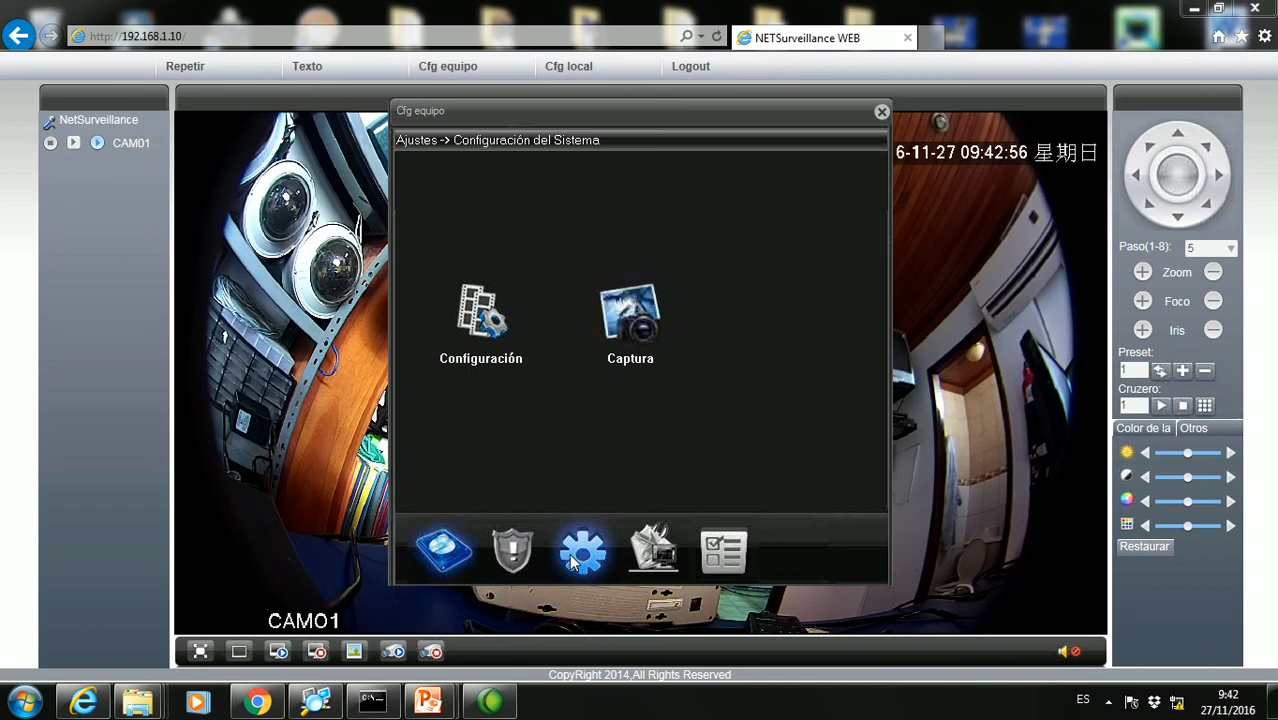 http://192.168.1.10/
NETSurveillance WEB
Repetir
Texto
Cfg equipo
Cfg local
Logout
NetSurveillance
CAM01
Cfg equipo
Ajustes -> Configuración del Sistema
Configuración
Captura
6-11-27 09:42:56 星期日
CAM01
Paso(1-8):
5
Zoom
Foco
Iris
Preset:
1
Cruzero:
1
Color de la
Otros
Restaurar
CopyRight 2014,All Rights Reserved
ES
9:42
27/11/2016